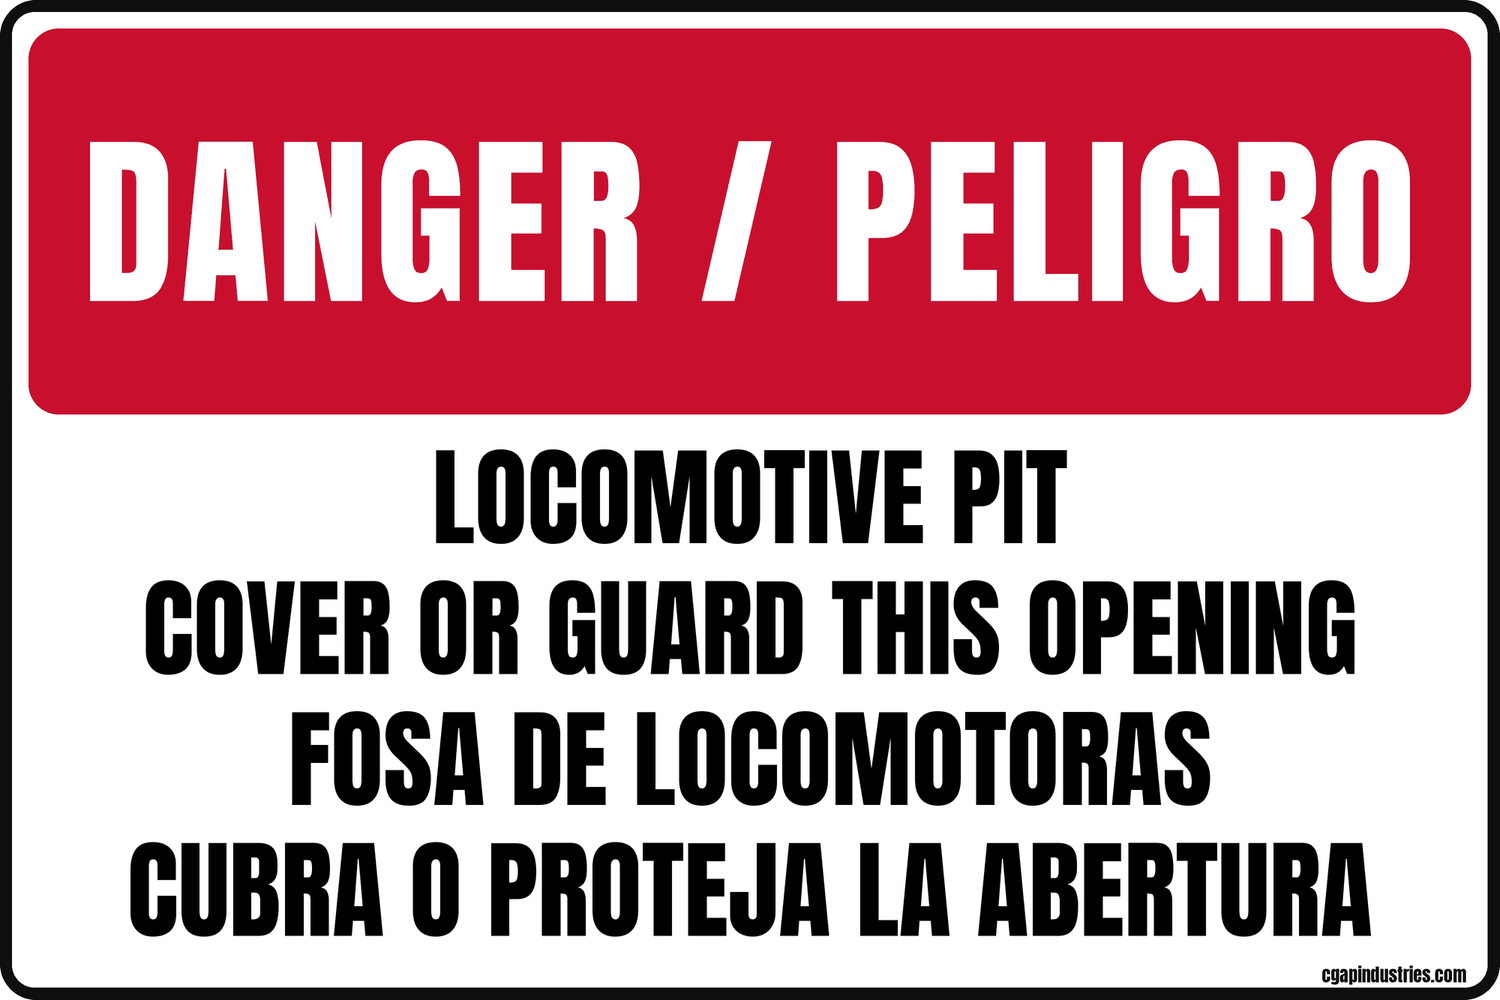 DANGER / PELIGRO
LOCOMOTIVE PIT
COVER OR GUARD THIS OPENING
FOSA DE LOCOMOTORAS
CUBRA O PROTEJA LA ABERTURA
cgapindustries.com